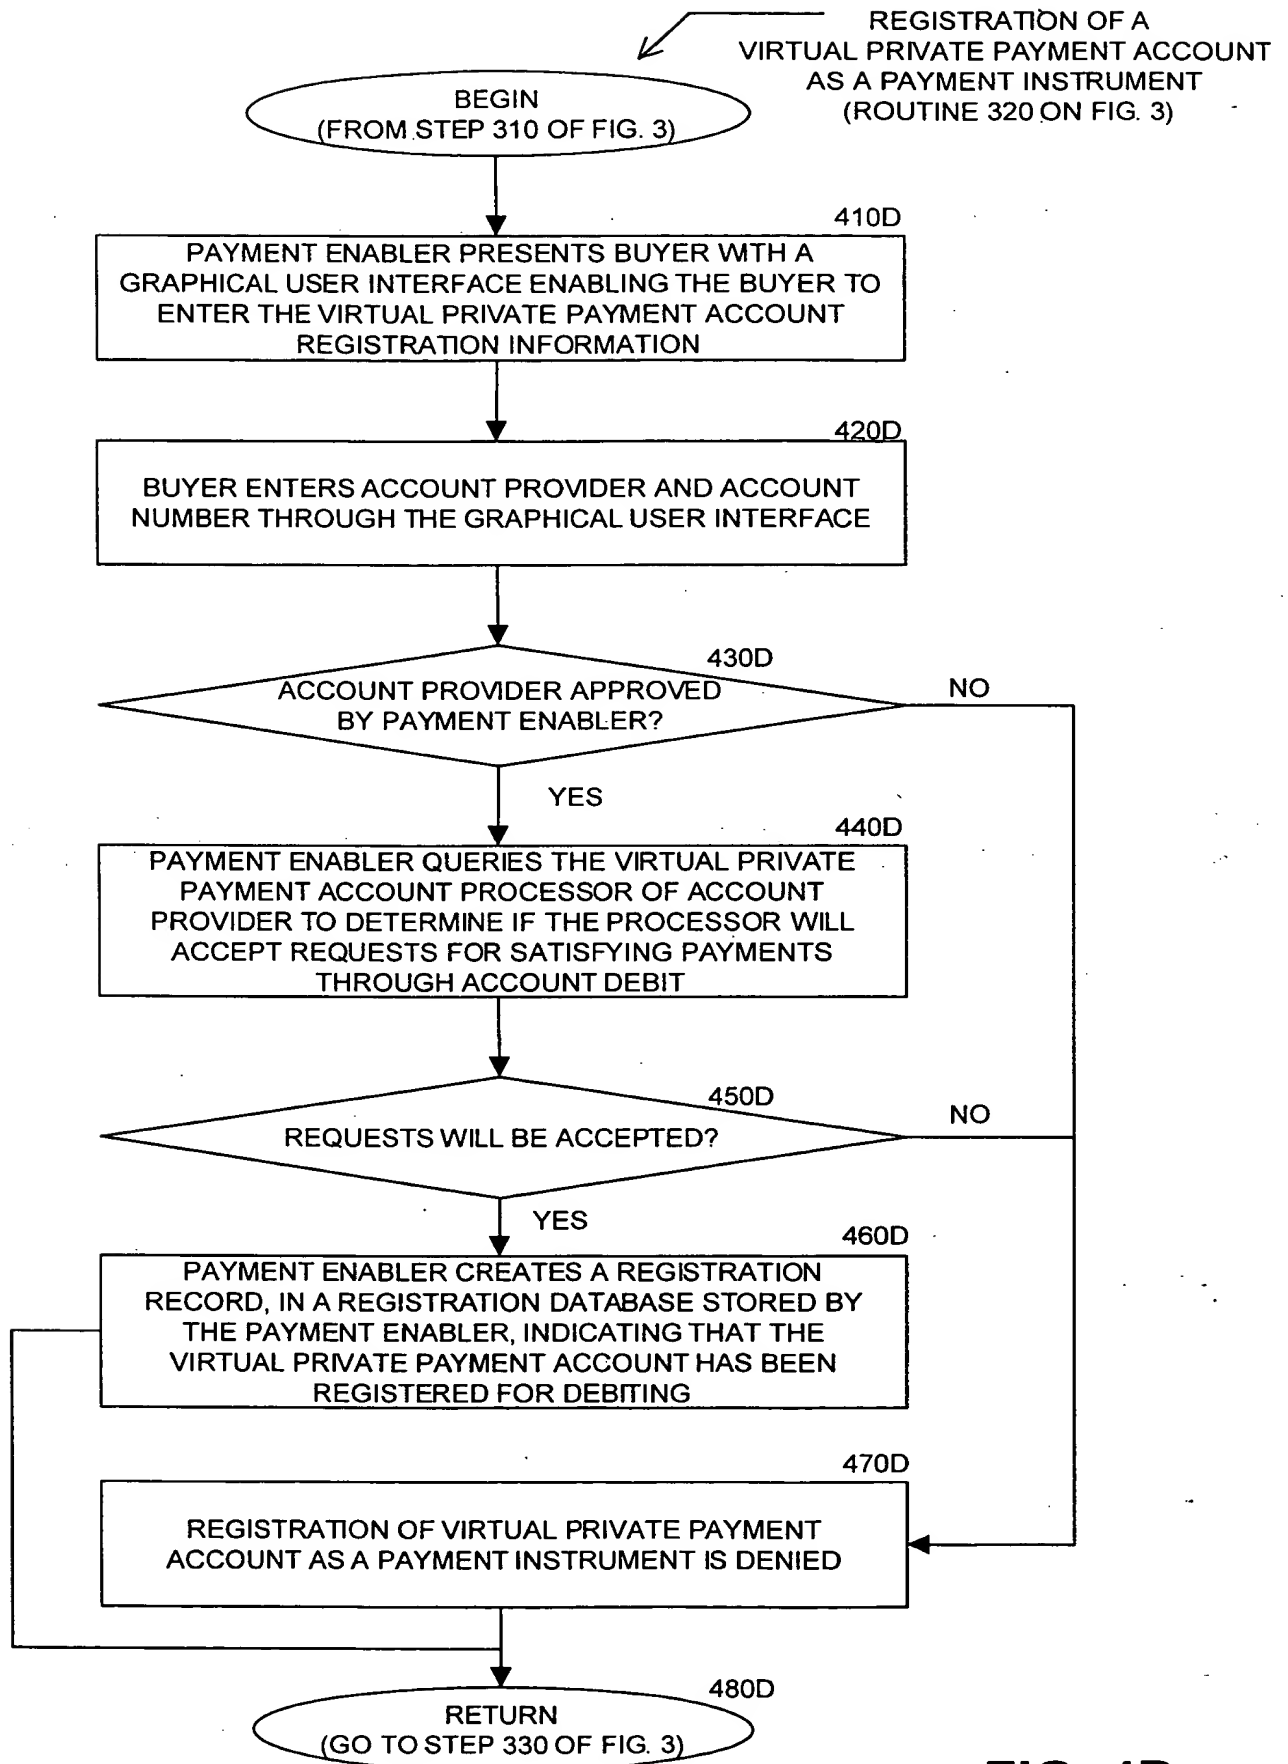 REGISTRATION OF A
VIRTUAL PRIVATE PAYMENT ACCOUNT
AS A PAYMENT INSTRUMENT
(ROUTINE 320 ON FIG. 3)
BEGIN
(FROM STEP 310 OF FIG. 3)
410D
PAYMENT ENABLER PRESENTS BUYER WITH A
GRAPHICAL USER INTERFACE ENABLING THE BUYER TO
ENTER THE VIRTUAL PRIVATE PAYMENT ACCOUNT
REGISTRATION INFORMATION
420D
BUYER ENTERS ACCOUNT PROVIDER AND ACCOUNT
NUMBER THROUGH THE GRAPHICAL USER INTERFACE
430D
ACCOUNT PROVIDER APPROVED
BY PAYMENT ENABLER?
NO
YES
440D
PAYMENT ENABLER QUERIES THE VIRTUAL PRIVATE
PAYMENT ACCOUNT PROCESSOR OF ACCOUNT
PROVIDER TO DETERMINE IF THE PROCESSOR WILL
ACCEPT REQUESTS FOR SATISFYING PAYMENTS
THROUGH ACCOUNT DEBIT
450D
REQUESTS WILL BE ACCEPTED?
NO
YES
460D
PAYMENT ENABLER CREATES A REGISTRATION
RECORD, IN A REGISTRATION DATABASE STORED BY
THE PAYMENT ENABLER, INDICATING THAT THE
VIRTUAL PRIVATE PAYMENT ACCOUNT HAS BEEN
REGISTERED FOR DEBITING
470D
REGISTRATION OF VIRTUAL PRIVATE PAYMENT
ACCOUNT AS A PAYMENT INSTRUMENT IS DENIED
480D
RETURN
(GO TO STEP 330 OF FIG. 3)